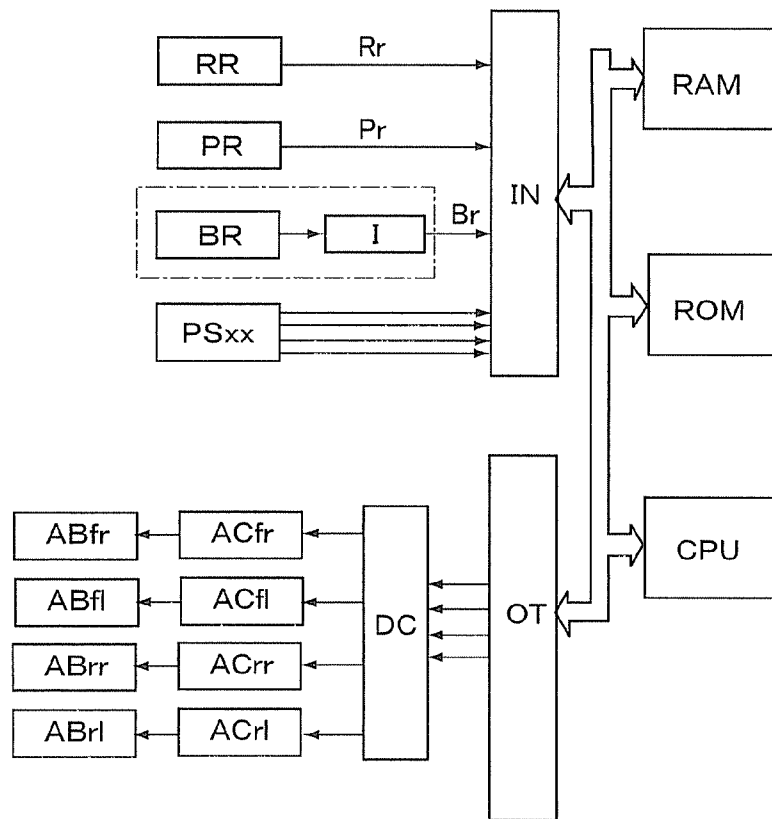 RR
Rr
PR
Pr
BR
I
Br
PSxx
IN
RAM
ROM
CPU
ABfr
ACfr
ABfl
ACfl
ABrr
ACrr
ABrl
ACrl
DC
OT